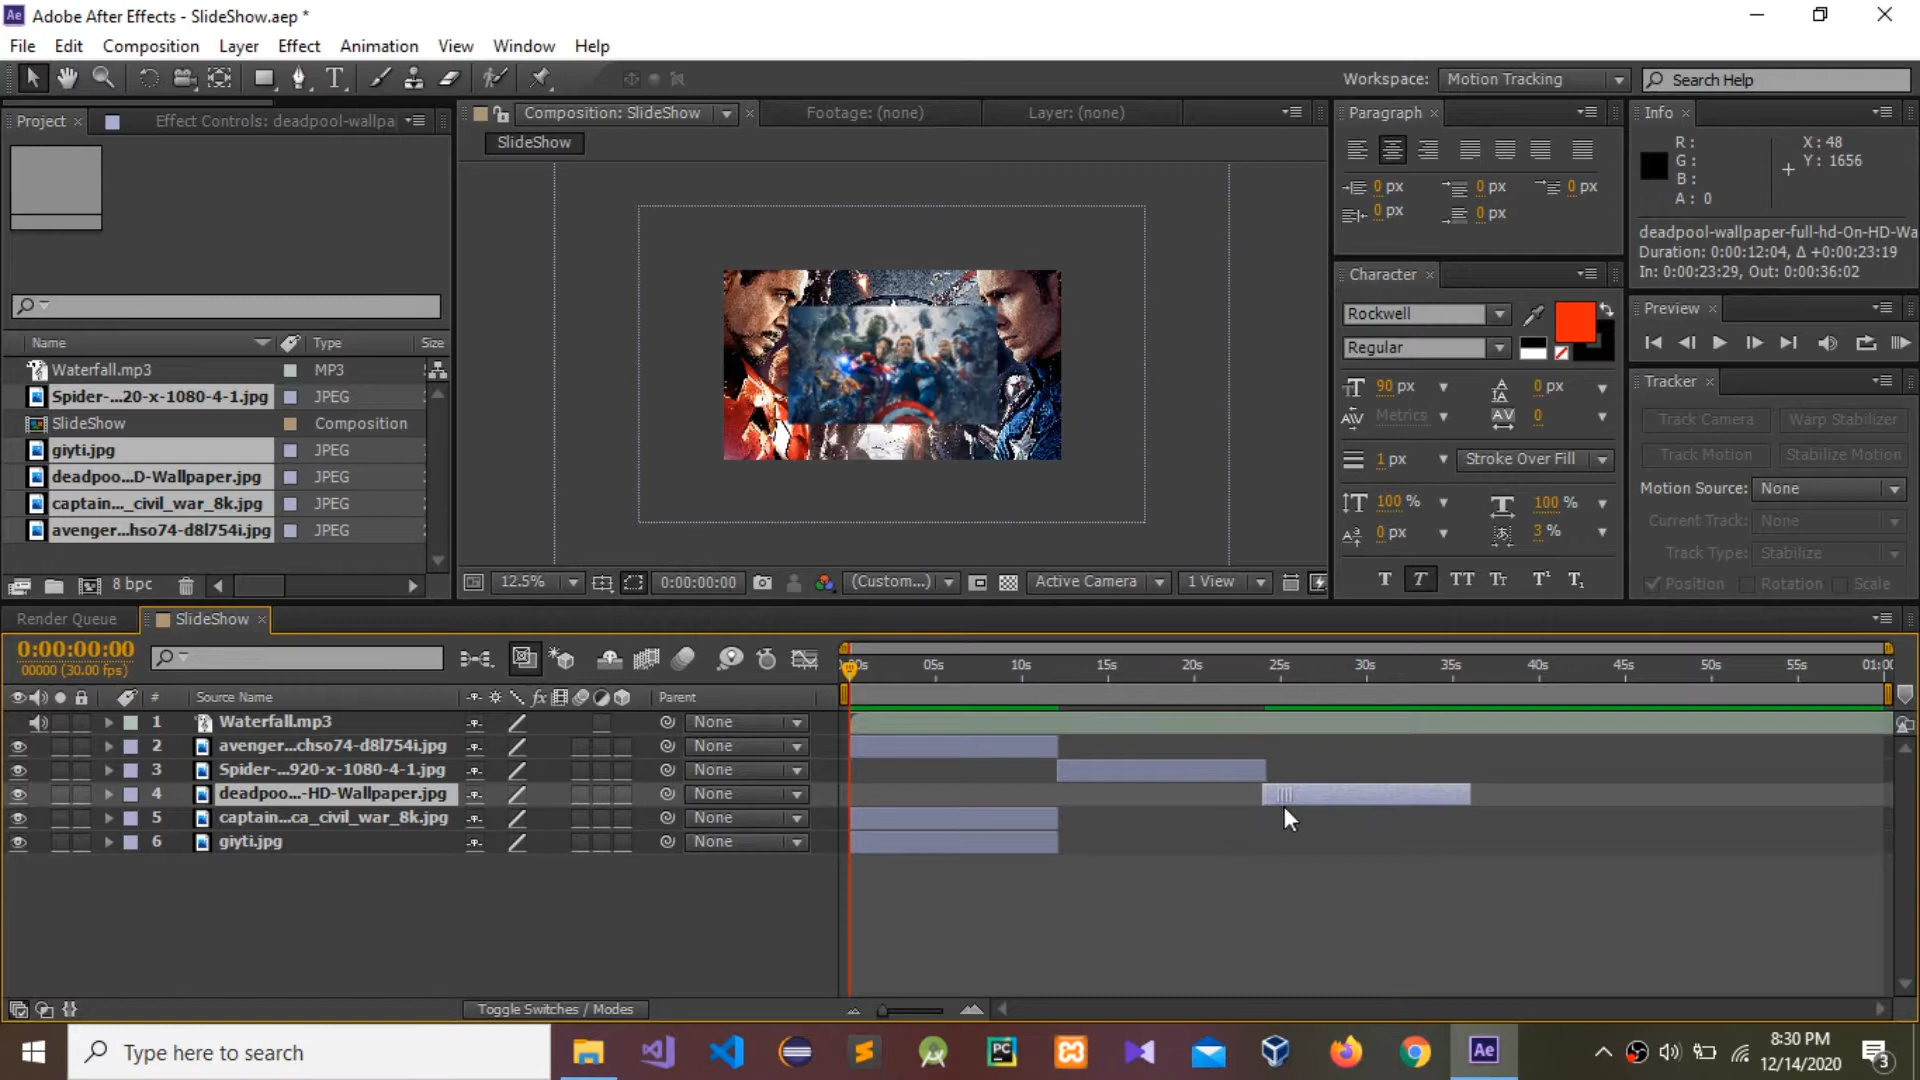 Adobe After Effects - SlideShow.aep *
File Edit Composition Layer Effect Animation View Window Help
Workspace: Motion Tracking Search Help
Project Effect Controls: deadpool-wallpa
Composition: SlideShow Footage: (none) Layer: (none)
SlideShow
Paragraph
0 px 0 px 0 px
0 px 0 px
Info
R: X: 48
G: Y: 1656
B:
A: 0
deadpool-wallpaper-full-hd-On-HD-Wa
Duration: 0:00:12:04, Δ +0:00:23:19
In: 0:00:23:29, Out: 0:00:36:02
Character
Rockwell
Regular
90 px 0 px
Metrics 0
1 px Stroke Over Fill
100 % 100 %
0 px 3 %
T T TT Tr T¹ T₁
Preview
Tracker
Track Camera Warp Stabilizer
Track Motion Stabilize Motion
Motion Source: None
Current Track: None
Track Type: Stabilize
Position Rotation Scale
Name Type Size
Waterfall.mp3 MP3
Spider-...20-x-1080-4-1.jpg JPEG
SlideShow Composition
giyti.jpg JPEG
deadpoo...D-Wallpaper.jpg JPEG
captain..._civil_war_8k.jpg JPEG
avenger...hso74-d8l754i.jpg JPEG
8 bpc
12.5% 0:00:00:00 (Custom...) Active Camera 1 View
Render Queue SlideShow
0:00:00:00
00000 (30.00 fps)
05s 10s 15s 20s 25s 30s 35s 40s 45s 50s 55s 01:00
# Source Name Parent
1 Waterfall.mp3 None
2 avenger...chso74-d8l754i.jpg None
3 Spider-...920-x-1080-4-1.jpg None
4 deadpoo...-HD-Wallpaper.jpg None
5 captain...ca_civil_war_8k.jpg None
6 giyti.jpg None
Toggle Switches / Modes
Type here to search
PC
Ae
8:30 PM
12/14/2020
3